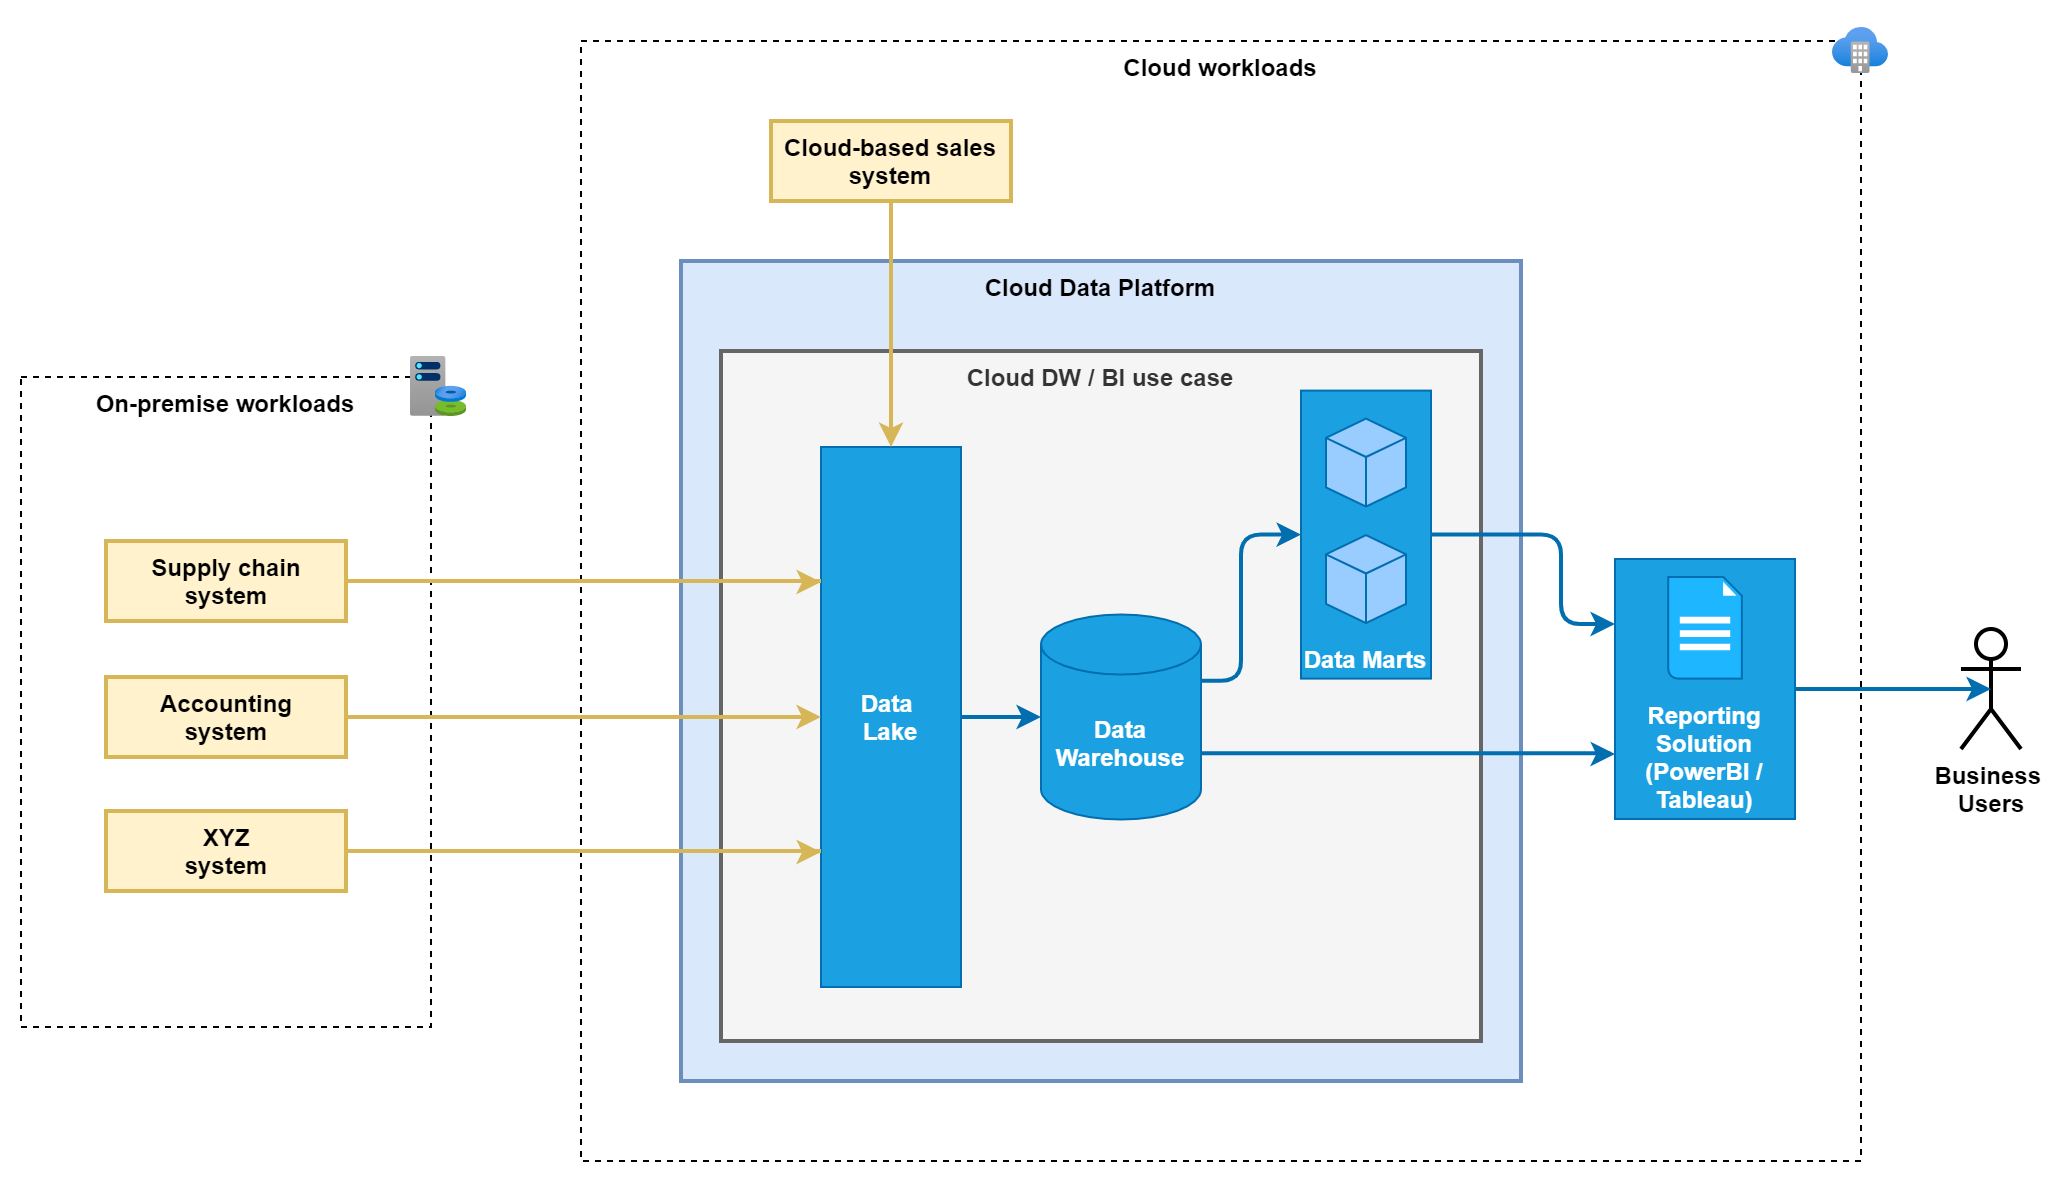 Cloud workloads
Cloud-based sales
system
Cloud Data Platform
Cloud DW / BI use case
On-premise workloads
Supply chain
system
Accounting
system
XYZ
system
Data
Lake
Data
Warehouse
Data Marts
Reporting
Solution
(PowerBI /
Tableau)
Business
Users